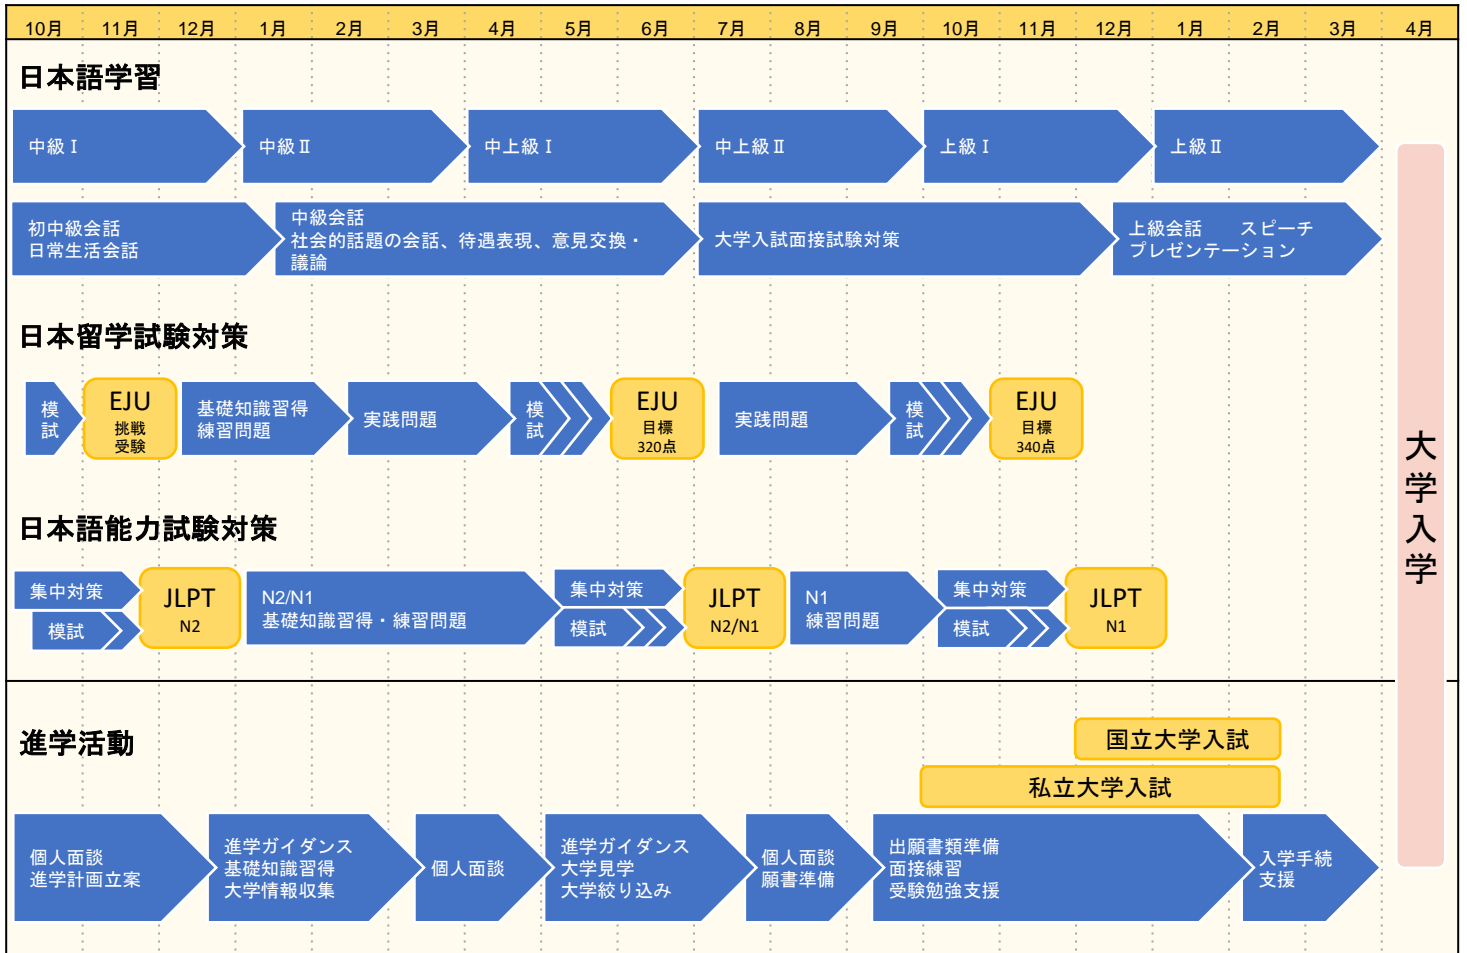 10月 11月 12月 1月 2月 3月 4月 5月 6月 7月 8月 9月 10月 11月 12月 1月 2月 3月 4月
日本語学習
中級Ⅰ
中級Ⅱ
中上級Ⅰ
中上級Ⅱ
上級Ⅰ
上級Ⅱ
初中級会話
日常生活会話
中級会話
社会的話題の会話、待遇表現、意見交換・
議論
大学入試面接試験対策
上級会話　　スピーチ
プレゼンテーション
日本留学試験対策
模
試
EJU
挑戦
受験
基礎知識習得
練習問題
実践問題
模
試
EJU
目標
320点
実践問題
模
試
EJU
目標
340点
日本語能力試験対策
集中対策
模試
JLPT
N2
N2/N1
基礎知識習得・練習問題
集中対策
模試
JLPT
N2/N1
N1
練習問題
集中対策
模試
JLPT
N1
大
学
入
学
進学活動
国立大学入試
私立大学入試
個人面談
進学計画立案
進学ガイダンス
基礎知識習得
大学情報収集
個人面談
進学ガイダンス
大学見学
大学絞り込み
個人面談
願書準備
出願書類準備
面接練習
受験勉強支援
入学手続
支援